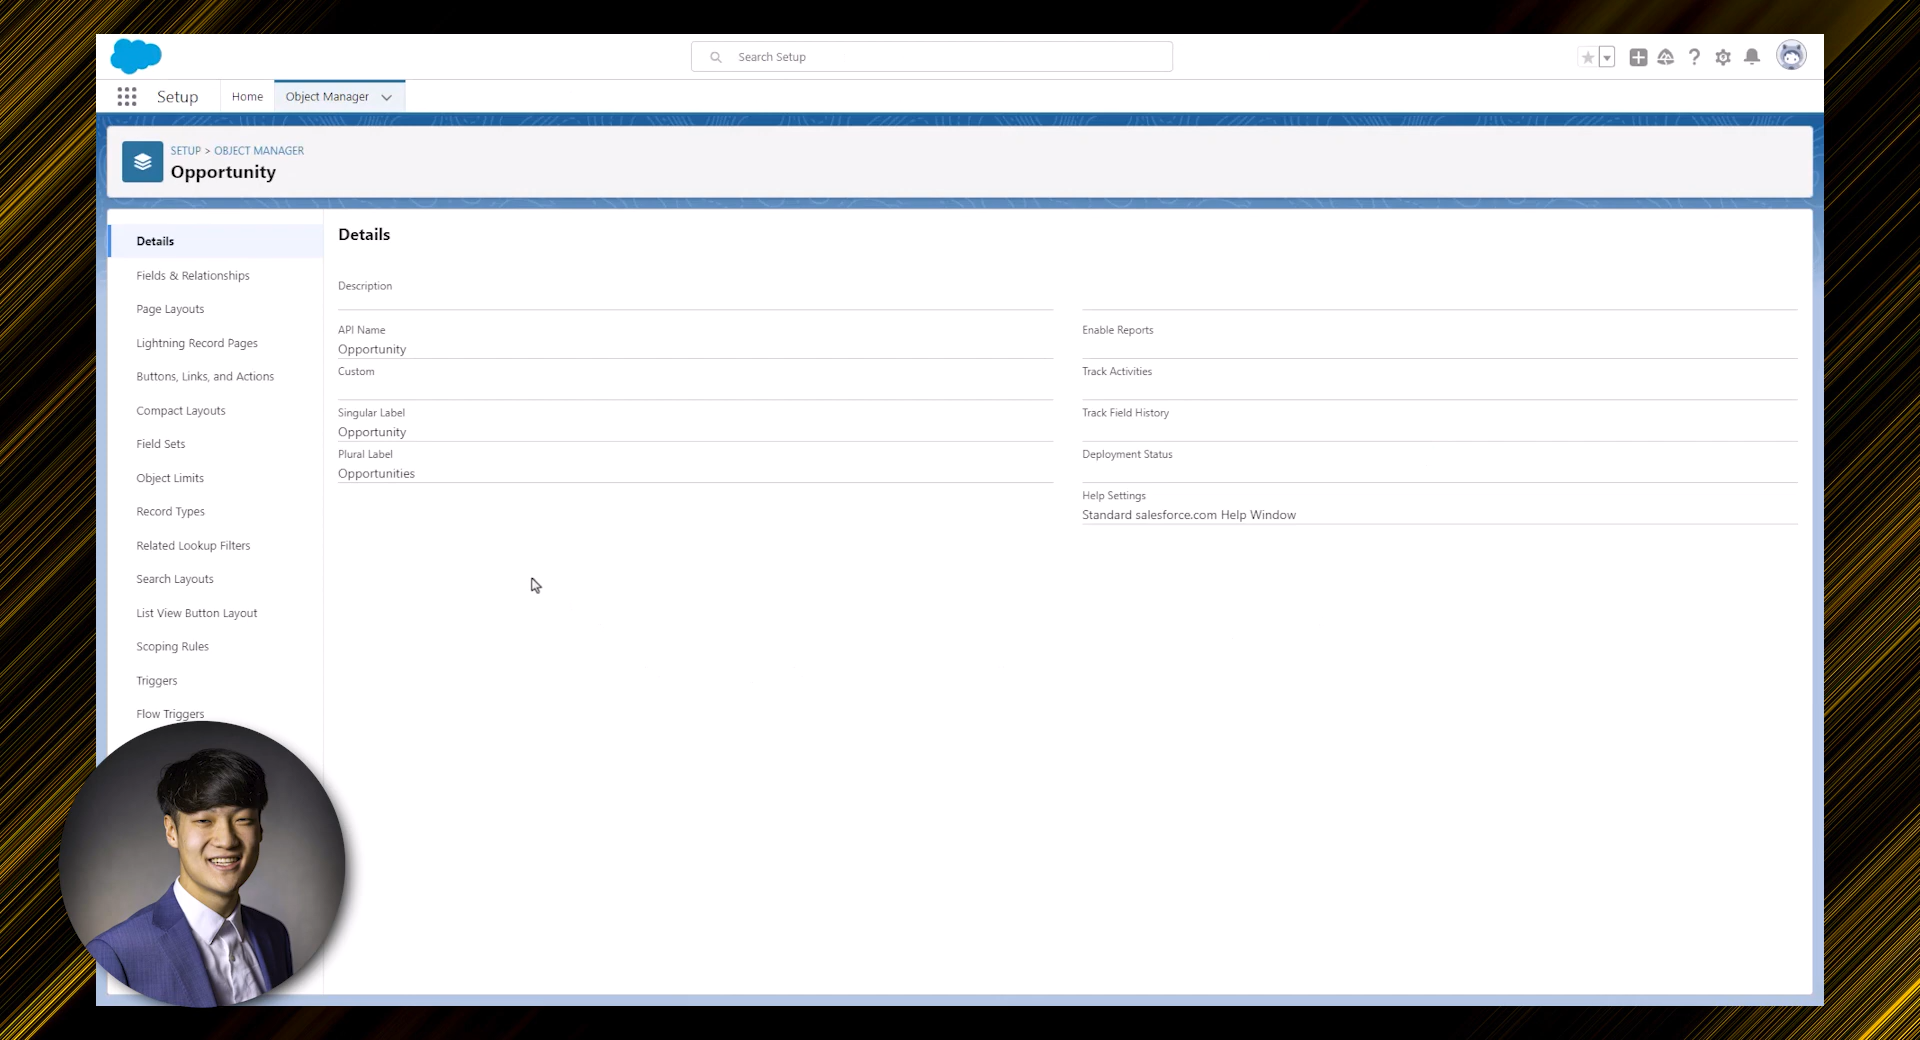 Search Setup
Setup
Home
Object Manager
SETUP > OBJECT MANAGER
Opportunity
Details
Fields & Relationships
Page Layouts
Lightning Record Pages
Buttons, Links, and Actions
Compact Layouts
Field Sets
Object Limits
Record Types
Related Lookup Filters
Search Layouts
List View Button Layout
Scoping Rules
Triggers
Flow Triggers
Details
Description
API Name
Opportunity
Custom
Singular Label
Opportunity
Plural Label
Opportunities
Enable Reports
Track Activities
Track Field History
Deployment Status
Help Settings
Standard salesforce.com Help Window